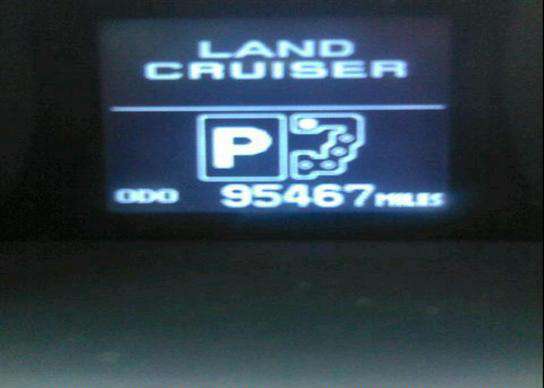 LAND
CRUISER
P
ODO 95467 MILES